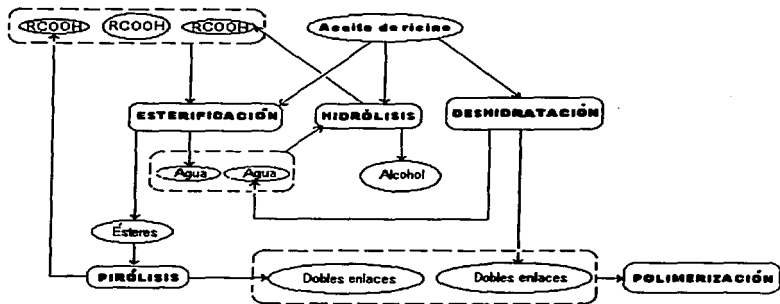 RCOOH RCOOH RCOOH Aceite de ricino
ESTERIFICACIÓN HIDRÓLISIS DESHIDRATACIÓN
Agua Agua Alcohol
Ésteres
PIRÓLISIS Dobles enlaces Dobles enlaces POLIMERIZACIÓN